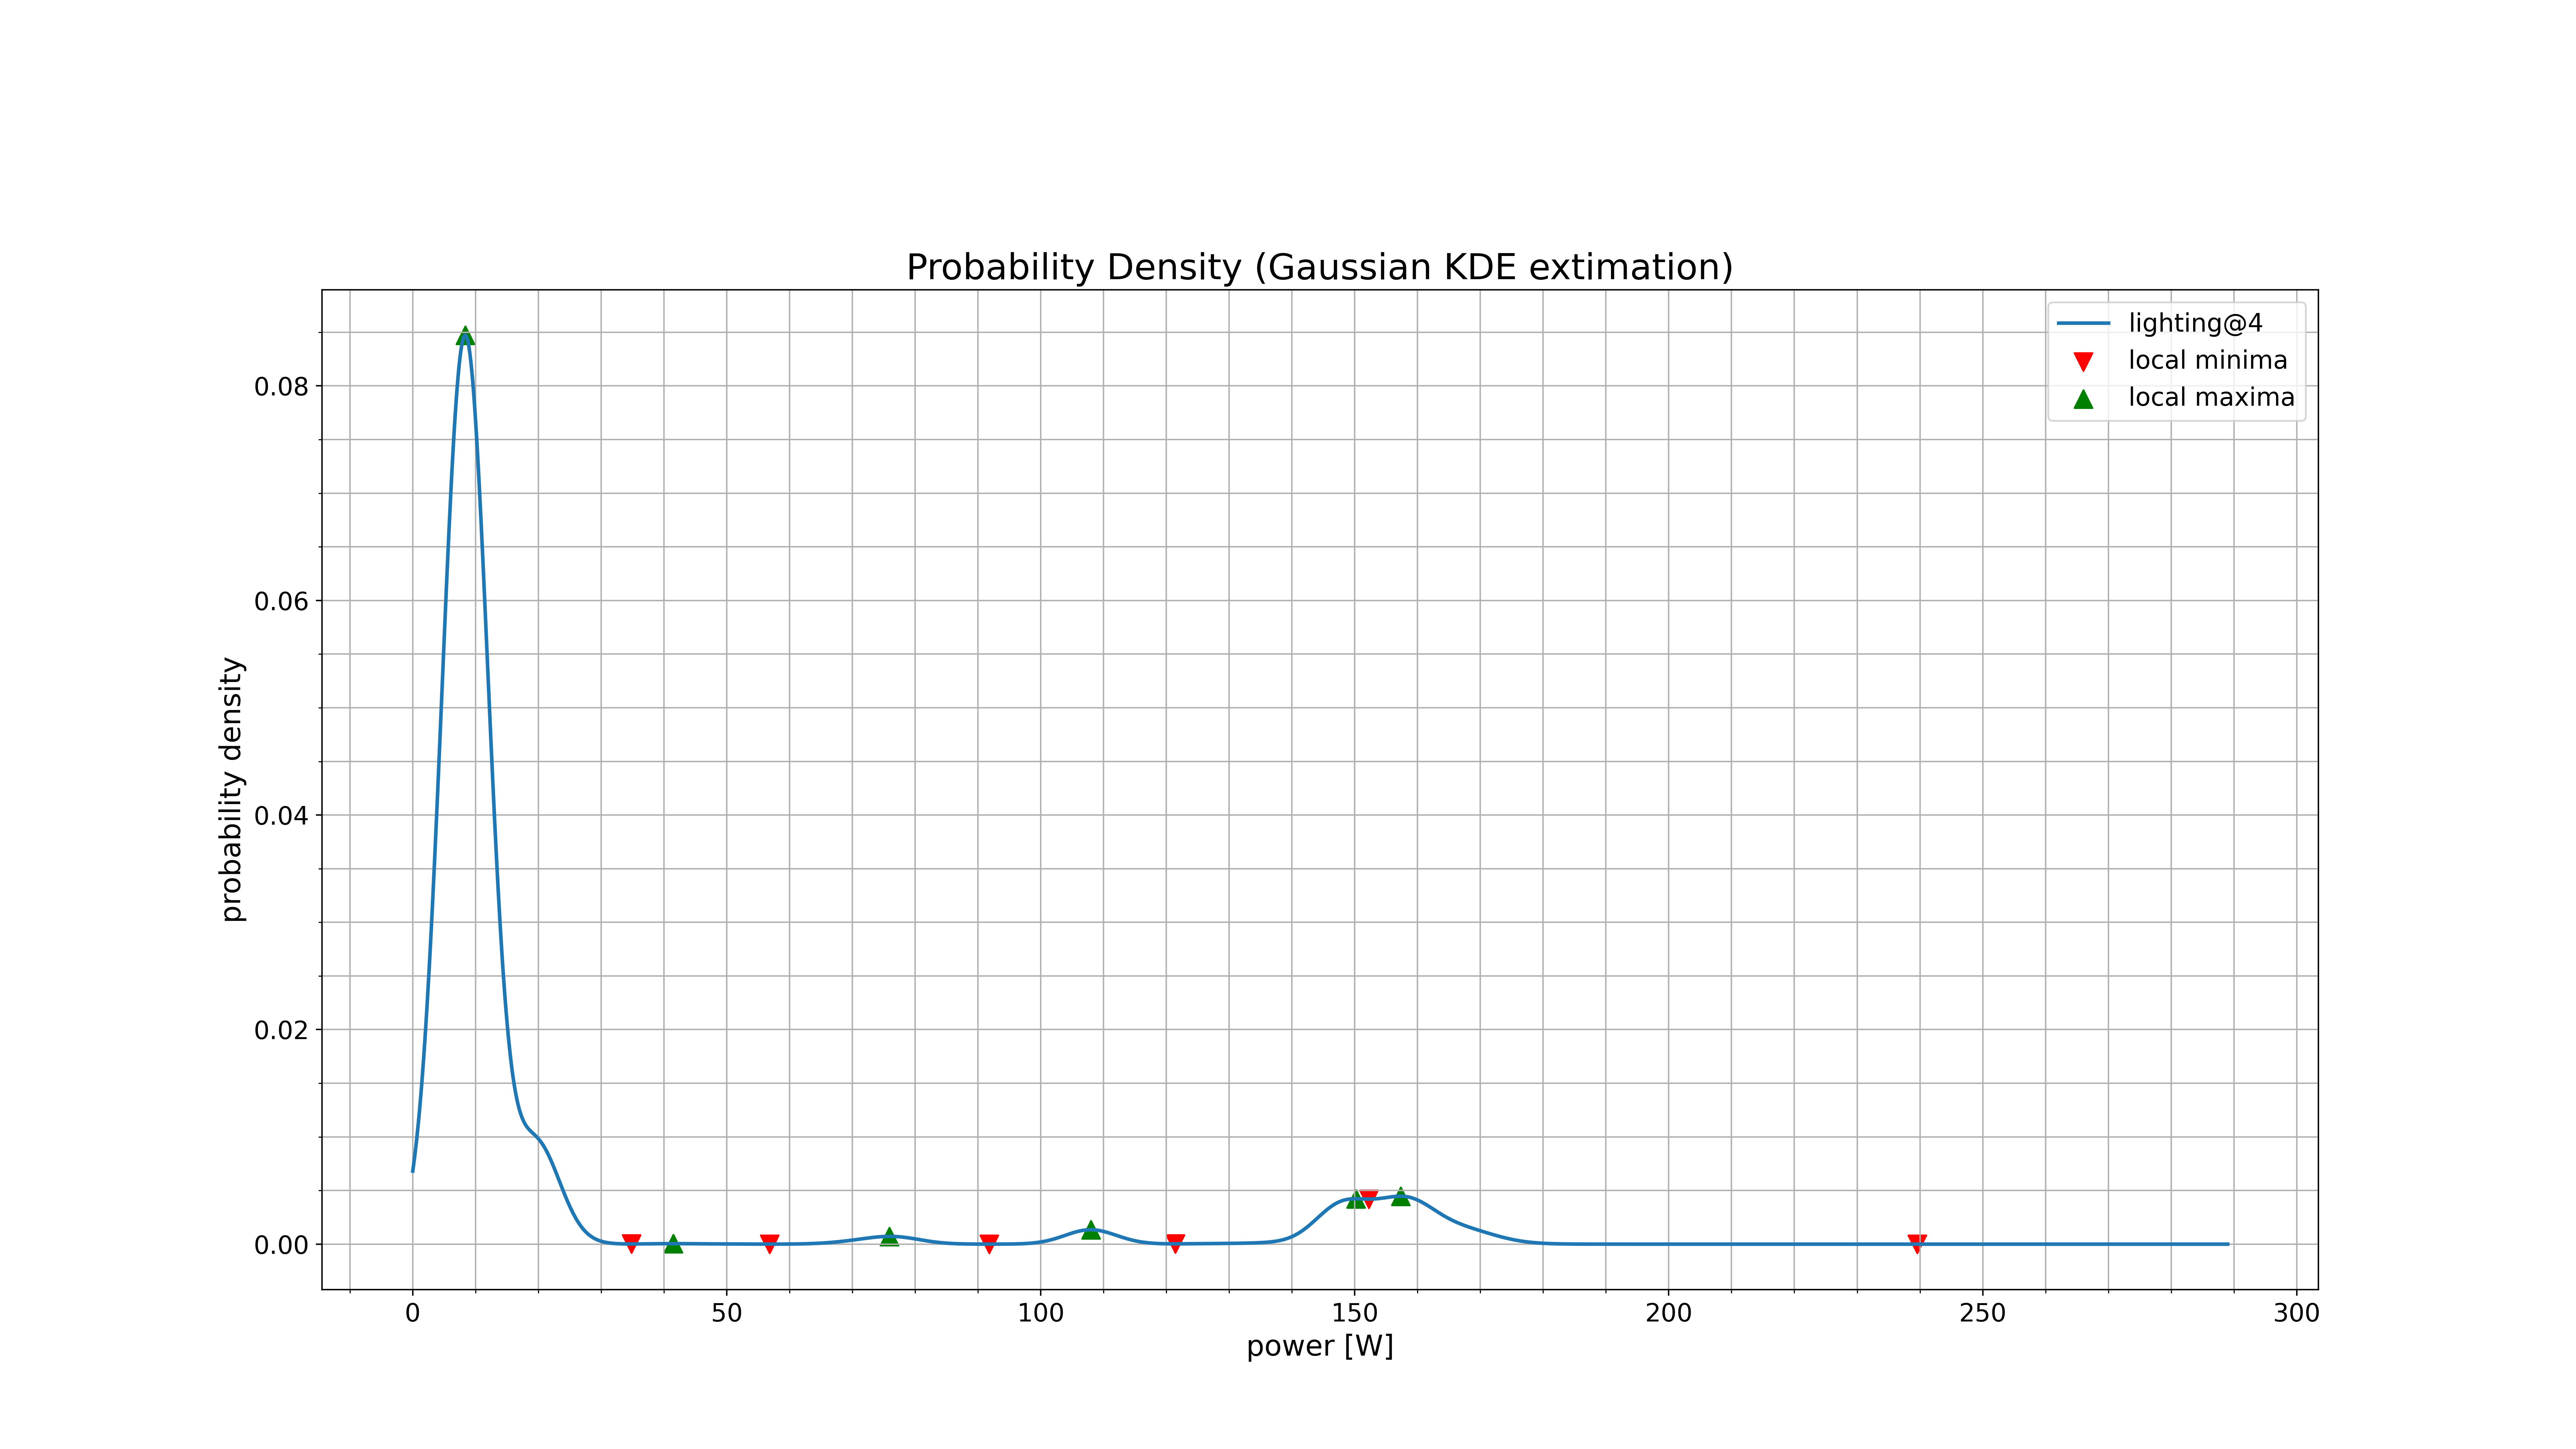 Probability Density (Gaussian KDE extimation)
lighting@4
local minima
local maxima
probability density
0.08
0.06
0.04
0.02
0.00
0 50 100 150 200 250 300
power [W]